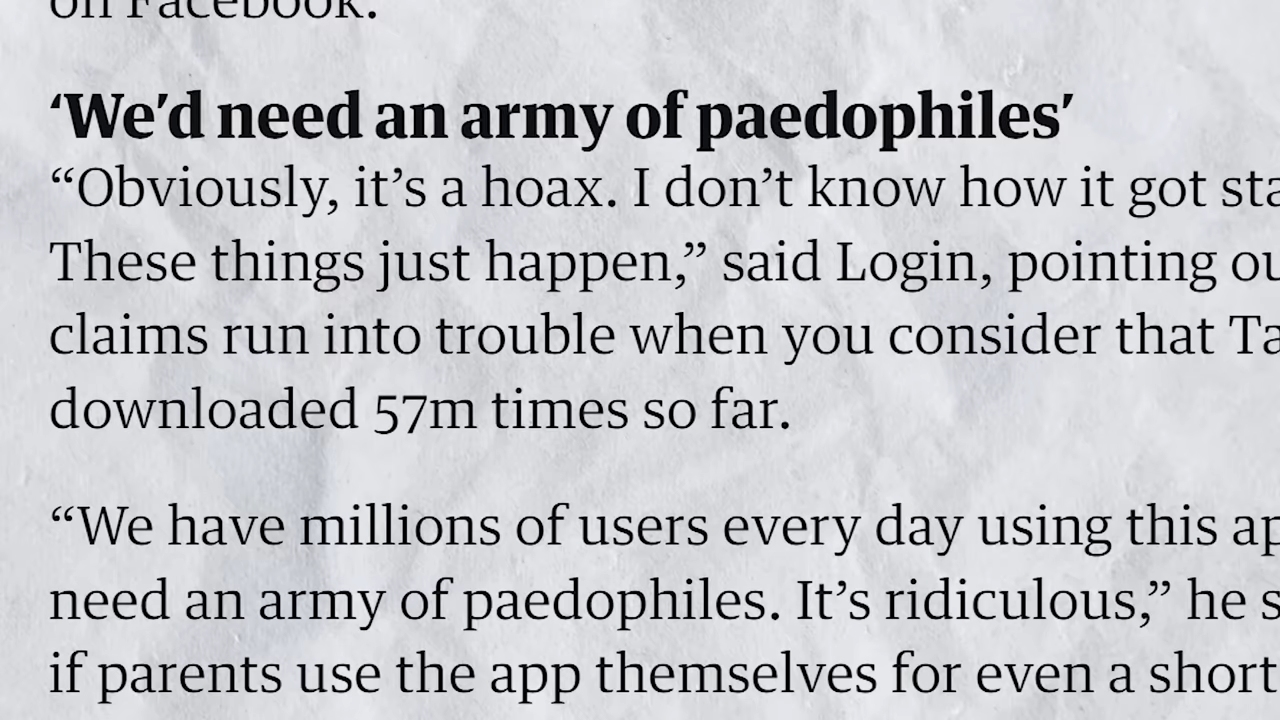 on Facebook.
‘We’d need an army of paedophiles’
“Obviously, it’s a hoax. I don’t know how it got
These things just happen,” said Login, pointing
claims run into trouble when you consider that
downloaded 57m times so far.
“We have millions of users every day using this
need an army of paedophiles. It’s ridiculous,” he
if parents use the app themselves for even a short